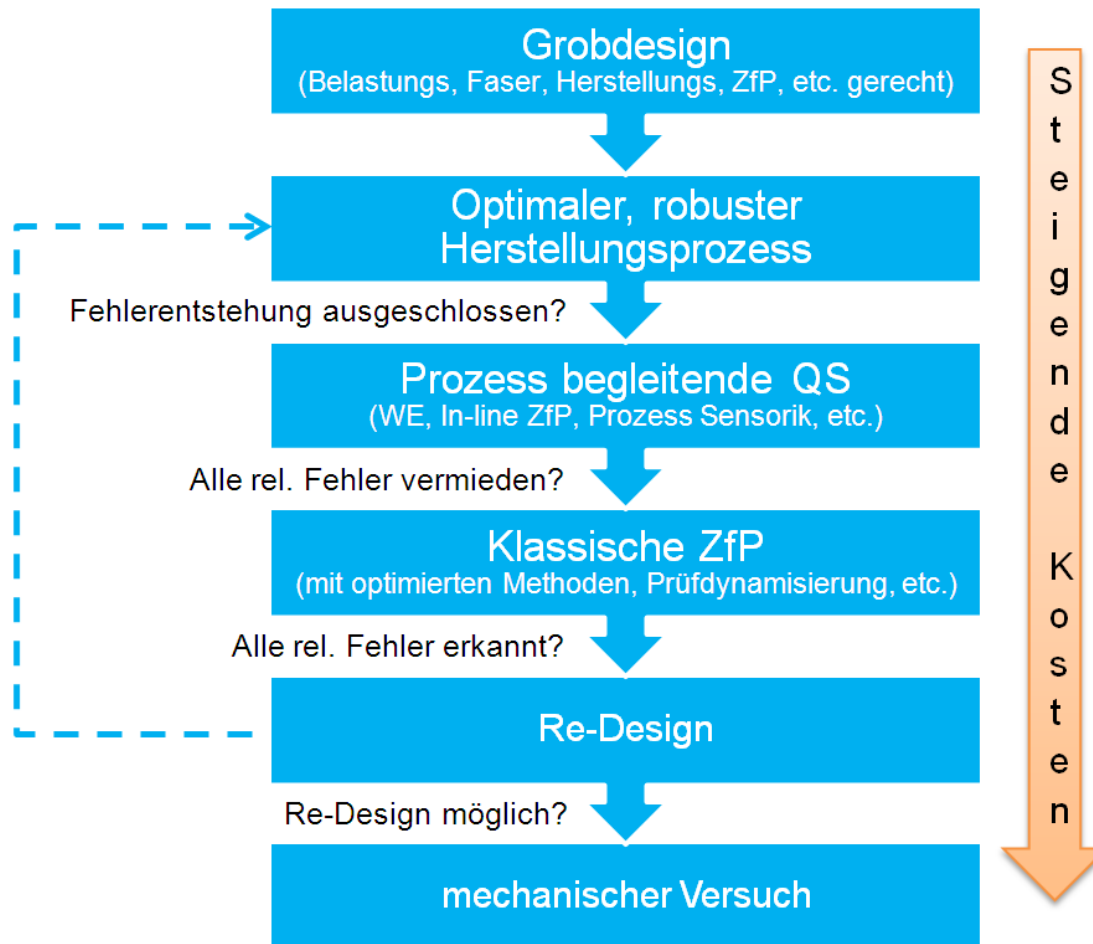 Grobdesign
(Belastungs, Faser, Herstellungs, ZfP, etc. gerecht)
Optimaler, robuster
Herstellungsprozess
Fehlerentstehung ausgeschlossen?
Prozess begleitende QS
(WE, In-line ZfP, Prozess Sensorik, etc.)
Alle rel. Fehler vermieden?
Klassische ZfP
(mit optimierten Methoden, Prüfdynamisierung, etc.)
Alle rel. Fehler erkannt?
Re-Design
Re-Design möglich?
mechanischer Versuch
Steigende Kosten